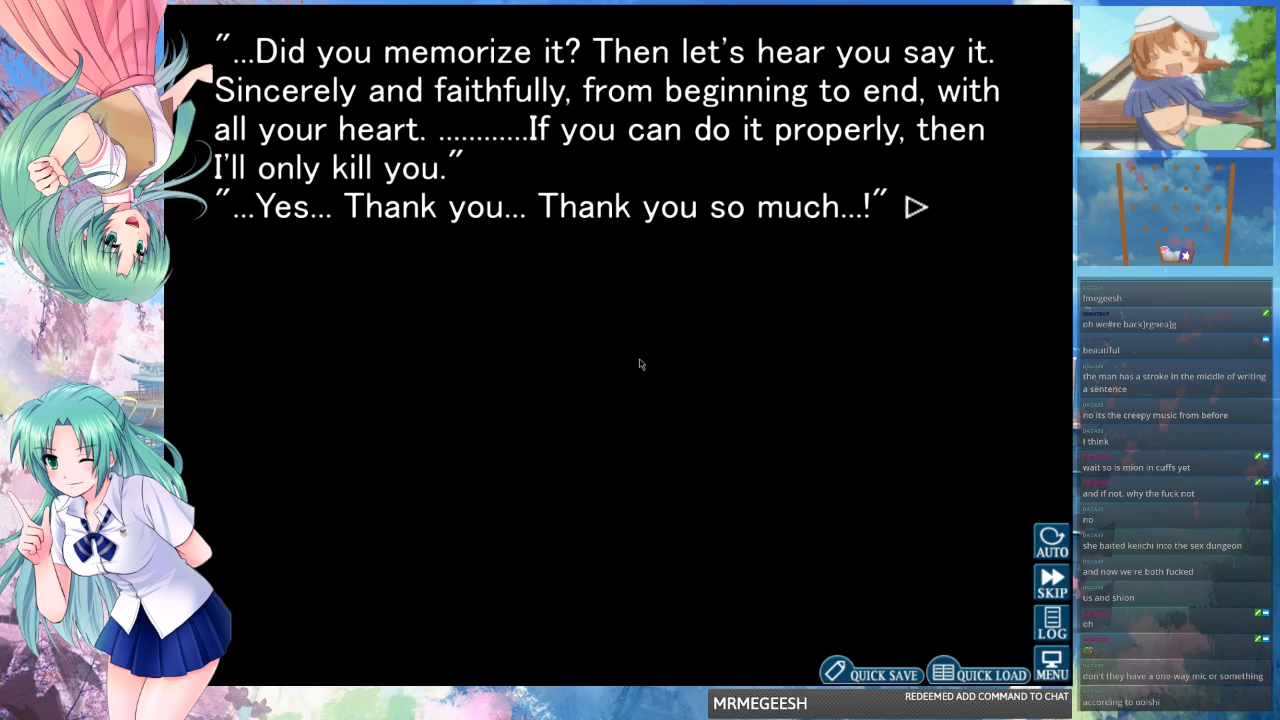 "...Did you memorize it? Then let's hear you say it.
Sincerely and faithfully, from beginning to end, with
all your heart. ............If you can do it properly, then
I'll only kill you."
"...Yes... Thank you... Thank you so much...!"
AUTO
SKIP
LOG
MENU
QUICK SAVE
QUICK LOAD
MRMEGEESH
REDEEMED ADD COMMAND TO CHAT
!megeesh
oh we#re back]rgnea]g
beautiful
the man has a stroke in the middle of writing
a sentence
no its the creepy music from before
I think
wait so is mion in cuffs yet
and if not, why the fuck not
no
she baited keiichi into the sex dungeon
and now we're both fucked
us and shion
oh
don't they have a one-way mic or something
according to ooishi